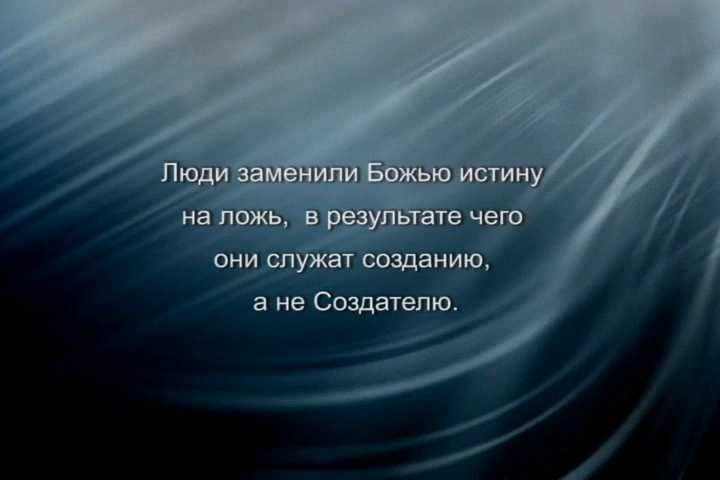 Люди заменили Божью истину
на ложь,  в результате чего
они служат созданию,
а не Создателю.